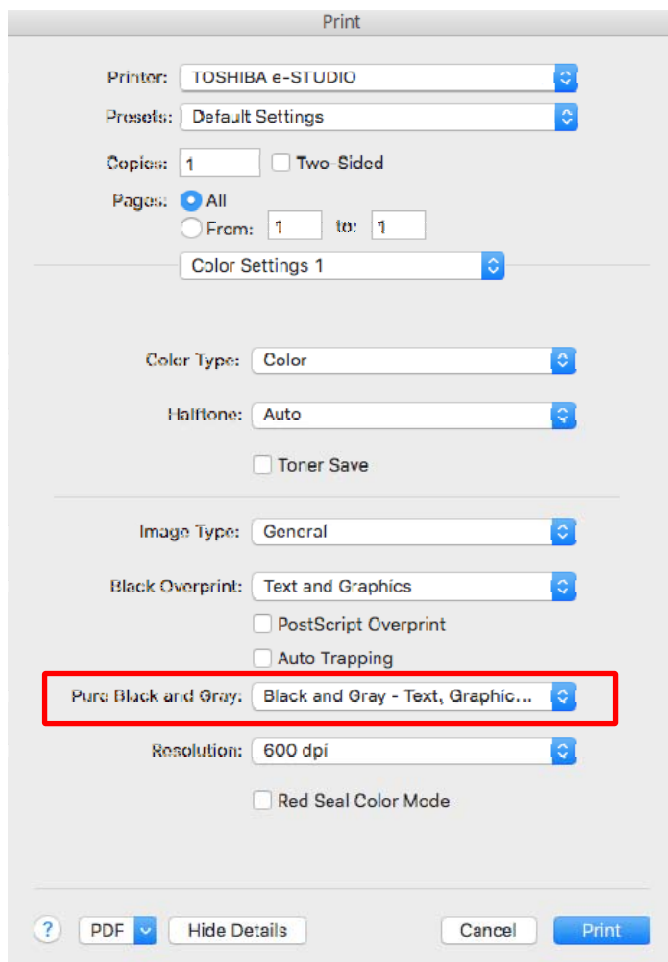 Print
Printer: TOSHIBA e-STUDIO
Presets: Default Settings
Copies: 1 Two-Sided
Pages: All
From: 1 to: 1
Color Settings 1
Color Type: Color
Halftone: Auto
Toner Save
Image Type: General
Black Overprint: Text and Graphics
PostScript Overprint
Auto Trapping
Pure Black and Gray: Black and Gray - Text, Graphic...
Resolution: 600 dpi
Red Seal Color Mode
? PDF Hide Details Cancel Print